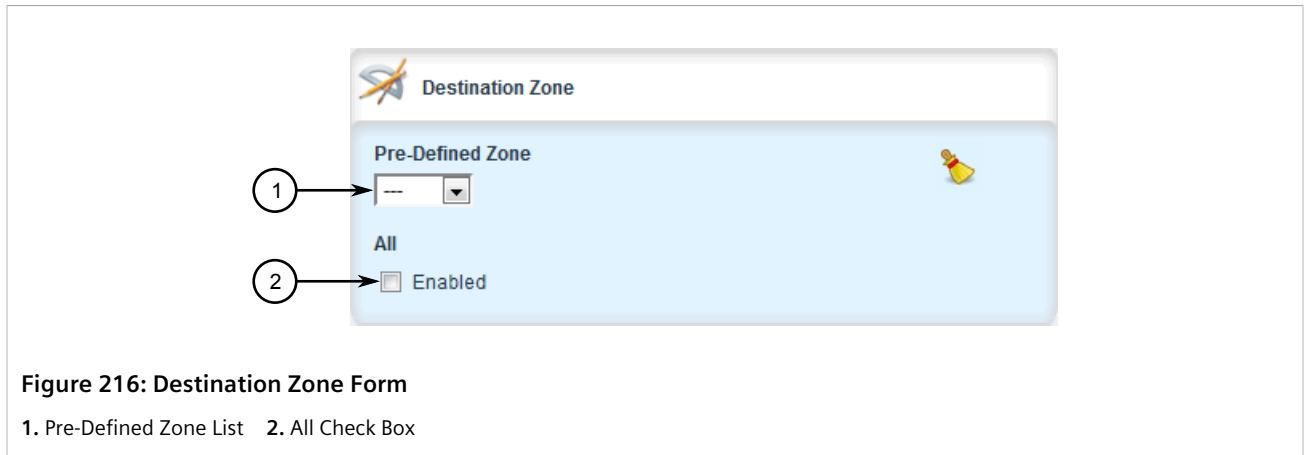 Destination Zone
Pre-Defined Zone
1
---
All
2
Enabled
Figure 216: Destination Zone Form
1. Pre-Defined Zone List 2. All Check Box